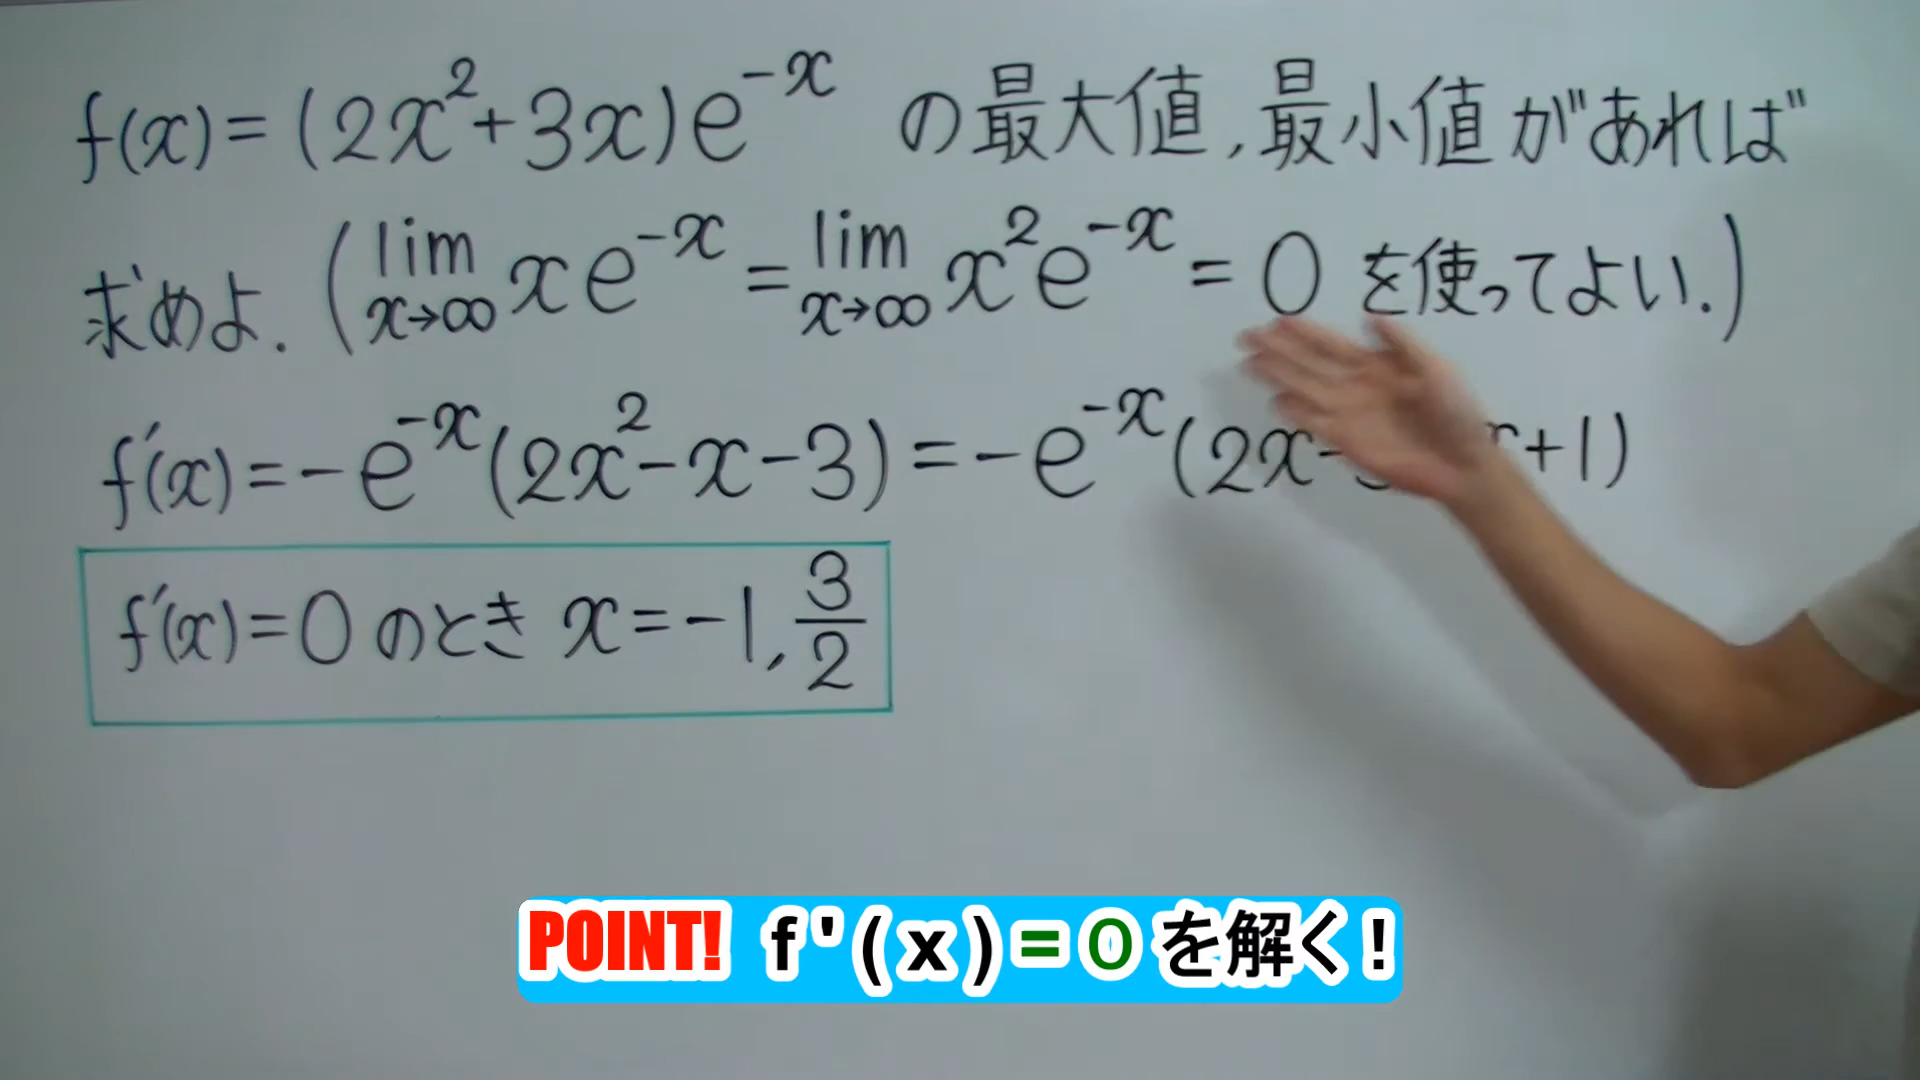 f(x)=(2x²+3x)e^{-x} の最大値,最小値があれば
求めよ. (lim_{x→∞} xe^{-x} = lim_{x→∞} x²e^{-x} = 0 を使ってよい.)
f'(x)=-e^{-x}(2x²-x-3)=-e^{-x}(2x- +1)
f'(x)=0 のとき x=-1, 3/2
POINT! f'(x)=0を解く!